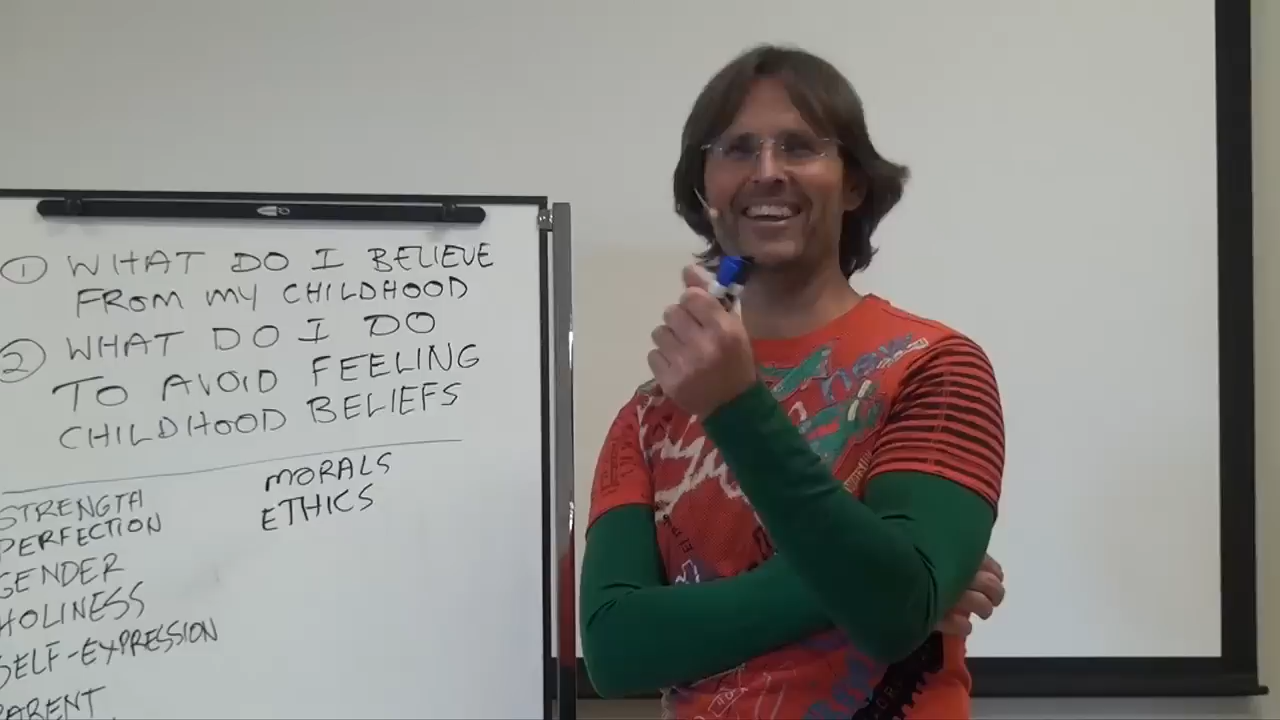 ① WHAT DO I BELIEVE
FROM MY CHILDHOOD
② WHAT DO I DO
TO AVOID FEELING
CHILDHOOD BELIEFS
STRENGTH
PERFECTION
GENDER
HOLINESS
SELF-EXPRESSION
PARENT
MORALS
ETHICS
new